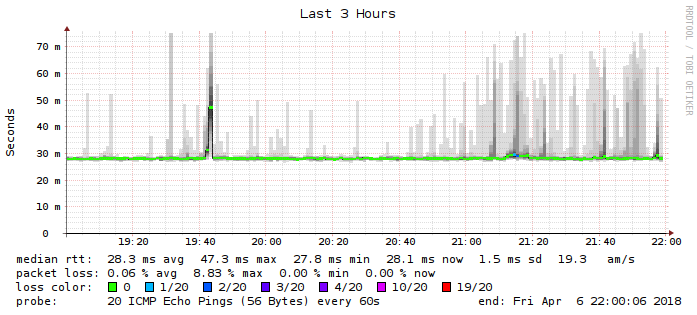 Last 3 Hours
RRDTOOL / TOBI OETIKER
Seconds
70 m
60 m
50 m
40 m
30 m
20 m
10 m
0
19:20 19:40 20:00 20:20 20:40 21:00 21:20 21:40 22:00
median rtt: 28.3 ms avg 47.3 ms max 27.8 ms min 28.1 ms now 1.5 ms sd 19.3 am/s
packet loss: 0.06 % avg 8.83 % max 0.00 % min 0.00 % now
loss color: 0 1/20 2/20 3/20 4/20 10/20 19/20
probe: 20 ICMP Echo Pings (56 Bytes) every 60s end: Fri Apr 6 22:00:06 2018